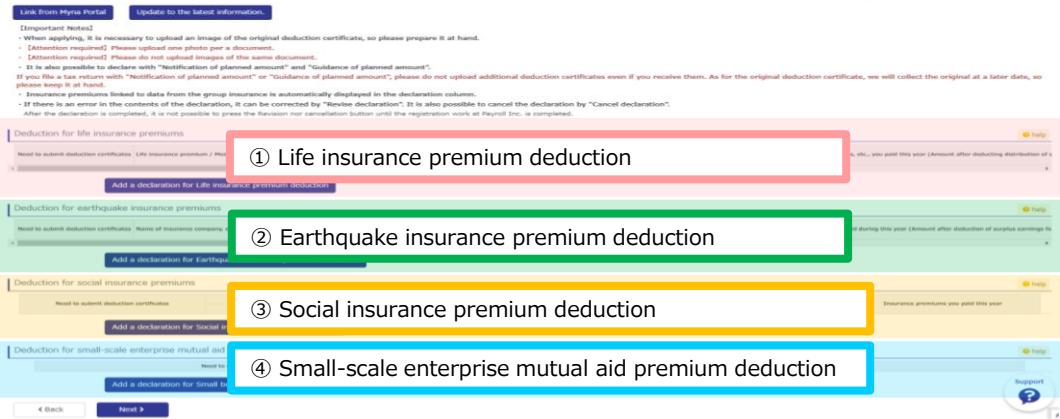 Link from Myna Portal
Update to the latest information.
【Important Notes】
・When applying, it is necessary to upload an image of the original deduction certificate, so please prepare it at hand.
・【Attention required】Please upload one photo per a document.
・【Attention required】Please do not upload images of the same document.
・It is also possible to declare with "Notification of planned amount" and "Guidance of planned amount".
If you file a tax return with "Notification of planned amount" or "Guidance of planned amount", please do not upload additional deduction certificates even if you receive them. As for the original deduction certificate, we will collect the original at a later date, so
please keep it at hand.
・Insurance premiums linked to data from the group insurance is automatically displayed in the declaration column.
・If there is an error in the contents of the declaration, it can be corrected by "Revise declaration". It is also possible to cancel the declaration by "Cancel declaration".
After the declaration is completed, it is not possible to press the Revision nor cancellation button until the registration work at Payroll Inc. is completed.
Deduction for life insurance premiums
help
① Life insurance premium deduction
Need to submit deduction certificates
Life insurance premium
etc., you paid this year (Amount after deducting distribution of
Add a declaration for Life insurance premium deduction
Deduction for earthquake insurance premiums
help
② Earthquake insurance premium deduction
Need to submit deduction certificates
Name of insurance company,
during this year (Amount after deduction of surplus earnings
Add a declaration for
Deduction for social insurance premiums
help
③ Social insurance premium deduction
Need to submit deduction certificates
Insurance premiums you paid this year
Add a declaration for Social
Deduction for small-scale enterprise mutual aid
help
④ Small-scale enterprise mutual aid premium deduction
Need to
Add a declaration for Small
Support
Back
Next